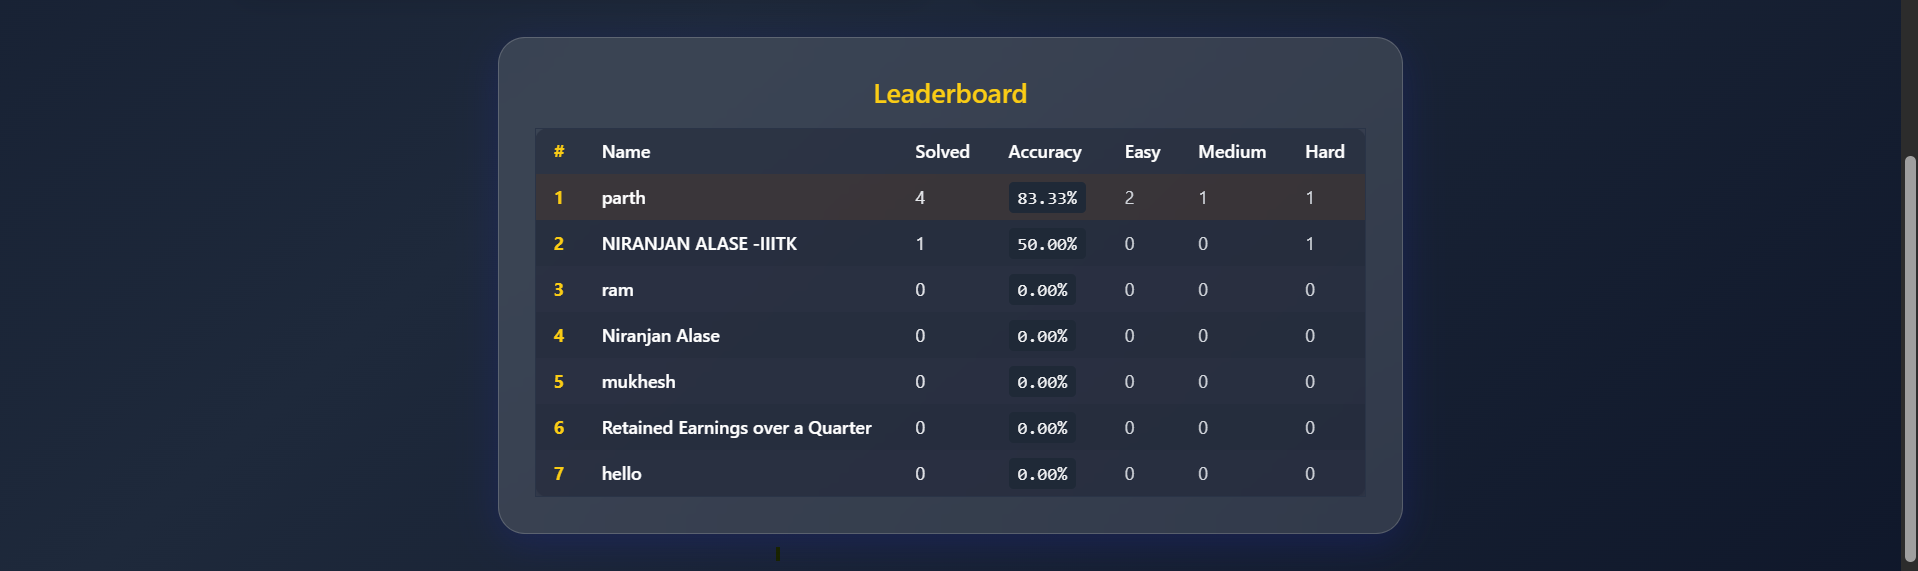 Leaderboard
# Name Solved Accuracy Easy Medium Hard
1 parth 4 83.33% 2 1 1
2 NIRANJAN ALASE -IIITK 1 50.00% 0 0 1
3 ram 0 0.00% 0 0 0
4 Niranjan Alase 0 0.00% 0 0 0
5 mukhesh 0 0.00% 0 0 0
6 Retained Earnings over a Quarter 0 0.00% 0 0 0
7 hello 0 0.00% 0 0 0